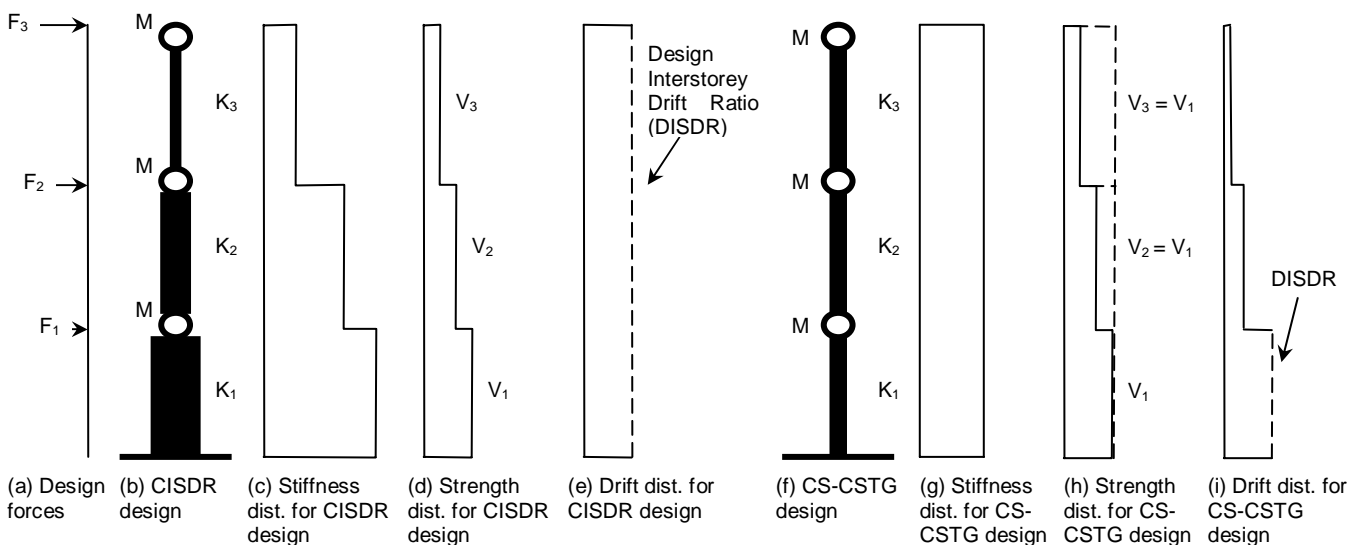 F3
M
K3
V3
Design
Interstorey
Drift Ratio
(DISDR)
F2
M
K2
V2
F1
M
K1
V1
M
K3
V3 = V1
M
K2
V2 = V1
DISDR
M
K1
V1
(a) Design
forces
(b) CISDR
design
(c) Stiffness
dist. for CISDR
design
(d) Strength
dist. for CISDR
design
(e) Drift dist. for
CISDR design
(f) CS-CSTG
design
(g) Stiffness
dist. for CS-
CSTG design
(h) Strength
dist. for CS-
CSTG design
(i) Drift dist. for
CS-CSTG
design